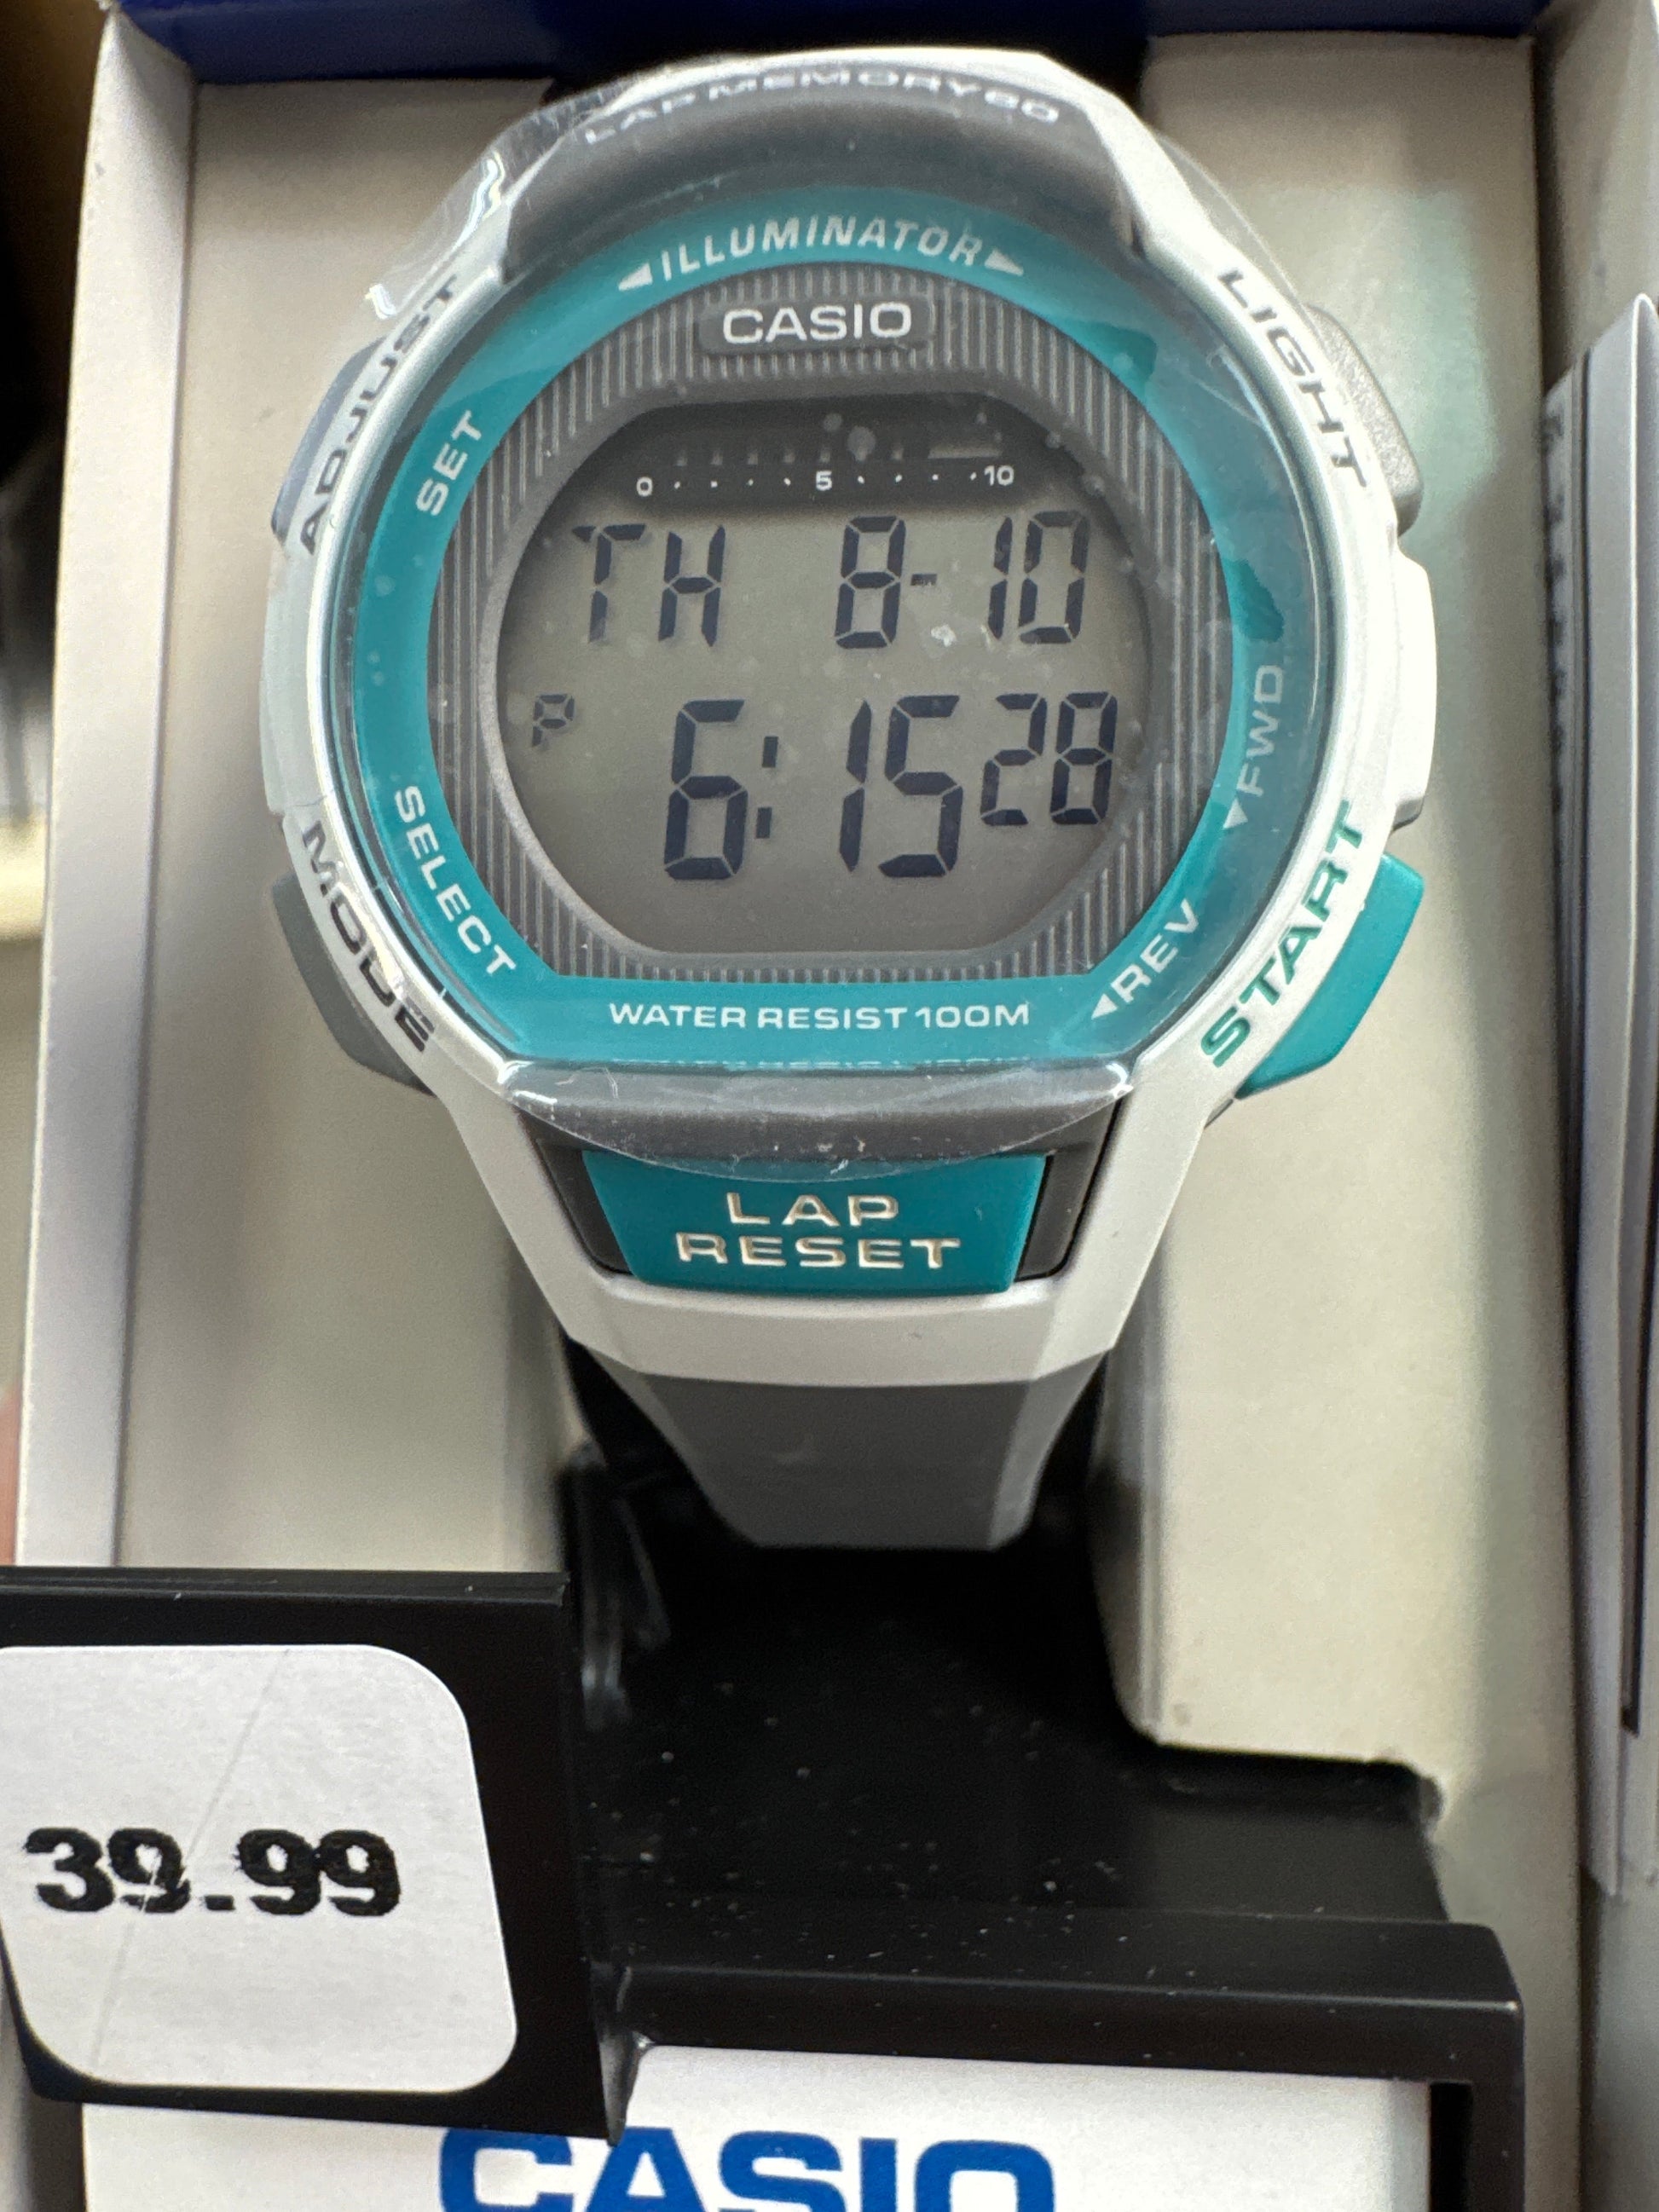 LAP MEMORY 60
◄ILLUMINATOR►
ADJUST
LIGHT
CASIO
SET
0 · · · · 5 · · · · 10
TH 8-10
P 6:15 28
▼FWD
SELECT
MODE
◄REV
START
WATER RESIST 100M
LAP
RESET
39.99
CASIO